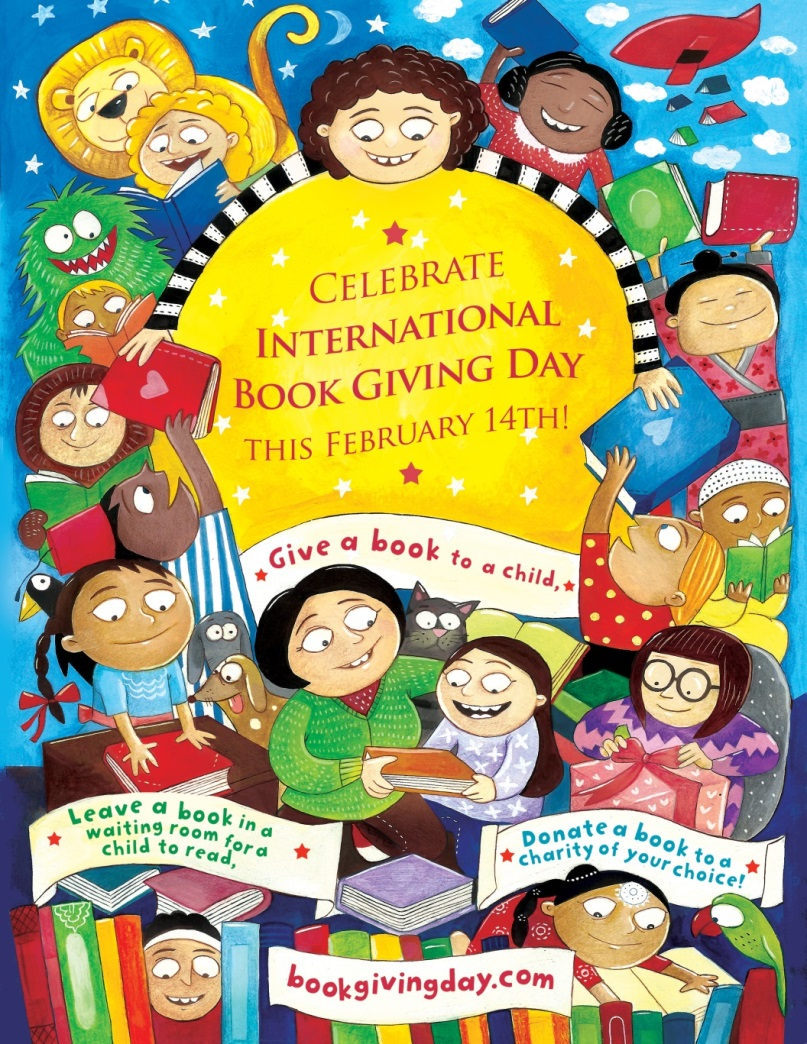 Celebrate
International
Book Giving Day
this February 14th!
Give a book to a child,
Leave a book in a
waiting room for a
child to read,
Donate a book to a
charity of your choice!
bookgivingday.com